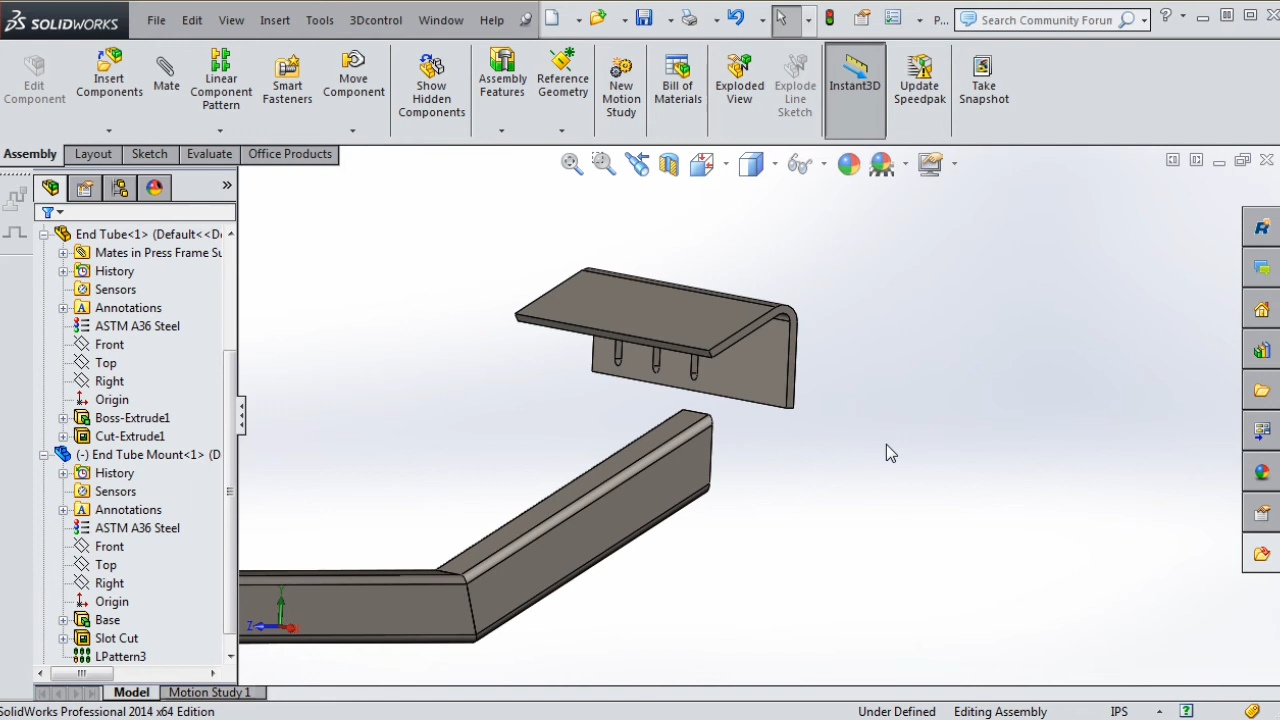 SOLIDWORKS File Edit View Insert Tools 3Dcontrol Window Help P... Search Community Forum
Edit Component
Insert Components
Mate
Linear Component Pattern
Smart Fasteners
Move Component
Show Hidden Components
Assembly Features
Reference Geometry
New Motion Study
Bill of Materials
Exploded View
Explode Line Sketch
Instant3D
Update Speedpak
Take Snapshot
Assembly Layout Sketch Evaluate Office Products
End Tube<1> (Default<<De
Mates in Press Frame Su
History
Sensors
Annotations
ASTM A36 Steel
Front
Top
Right
Origin
Boss-Extrude1
Cut-Extrude1
(-) End Tube Mount<1> (D
History
Sensors
Annotations
ASTM A36 Steel
Front
Top
Right
Origin
Base
Slot Cut
LPattern3
Y
Z
Model Motion Study 1
SolidWorks Professional 2014 x64 Edition Under Defined Editing Assembly IPS